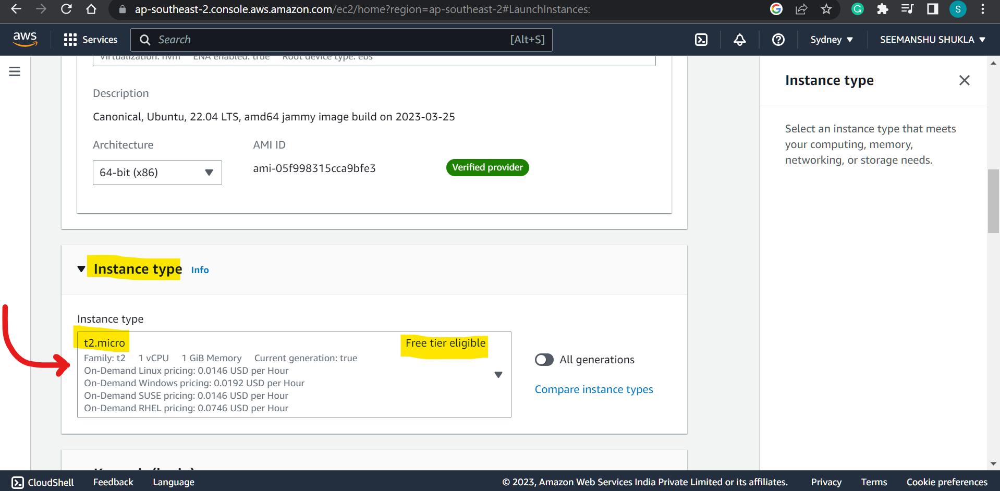 ap-southeast-2.console.aws.amazon.com/ec2/home?region=ap-southeast-2#LaunchInstances:
G
S
aws
Services
Search
[Alt+S]
Sydney
SEEMANSHU SHUKLA
Virtualization: hvm ENA enabled: true Root device type: ebs
Instance type
Select an instance type that meets
your computing, memory,
networking, or storage needs.
Description
Canonical, Ubuntu, 22.04 LTS, amd64 jammy image build on 2023-03-25
Architecture
AMI ID
64-bit (x86)
ami-05f998315cca9bfe3
Verified provider
Instance type Info
Instance type
t2.micro
Free tier eligible
Family: t2 1 vCPU 1 GiB Memory Current generation: true
On-Demand Linux pricing: 0.0146 USD per Hour
On-Demand Windows pricing: 0.0192 USD per Hour
On-Demand SUSE pricing: 0.0146 USD per Hour
On-Demand RHEL pricing: 0.0746 USD per Hour
All generations
Compare instance types
CloudShell
Feedback
Language
© 2023, Amazon Web Services India Private Limited or its affiliates.
Privacy
Terms
Cookie preferences